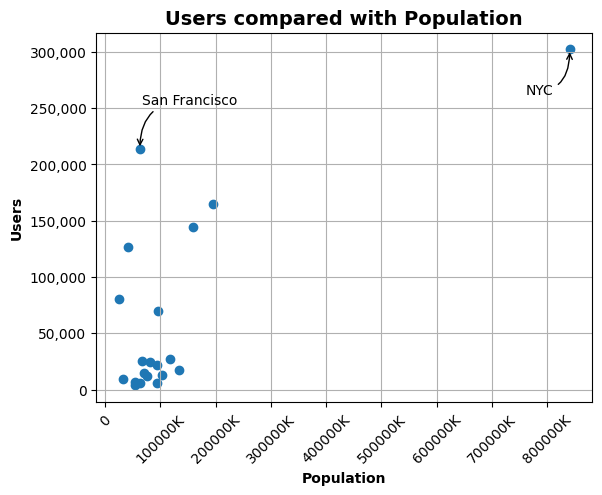 Users compared with Population
300,000
250,000
200,000
150,000
100,000
50,000
0
Users
San Francisco
NYC
0
100000K
200000K
300000K
400000K
500000K
600000K
700000K
800000K
Population